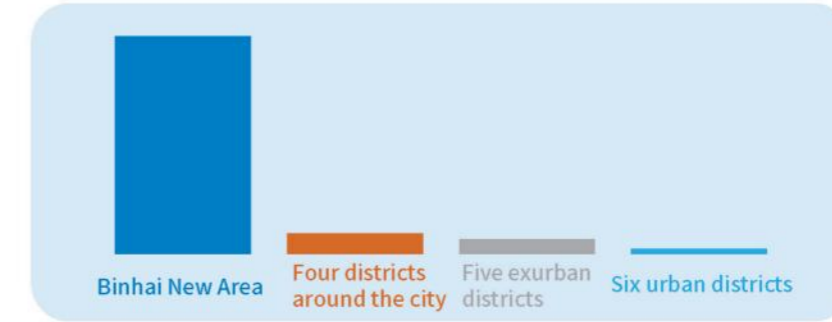 Binhai New Area
Four districts
around the city
Five exurban
districts
Six urban districts